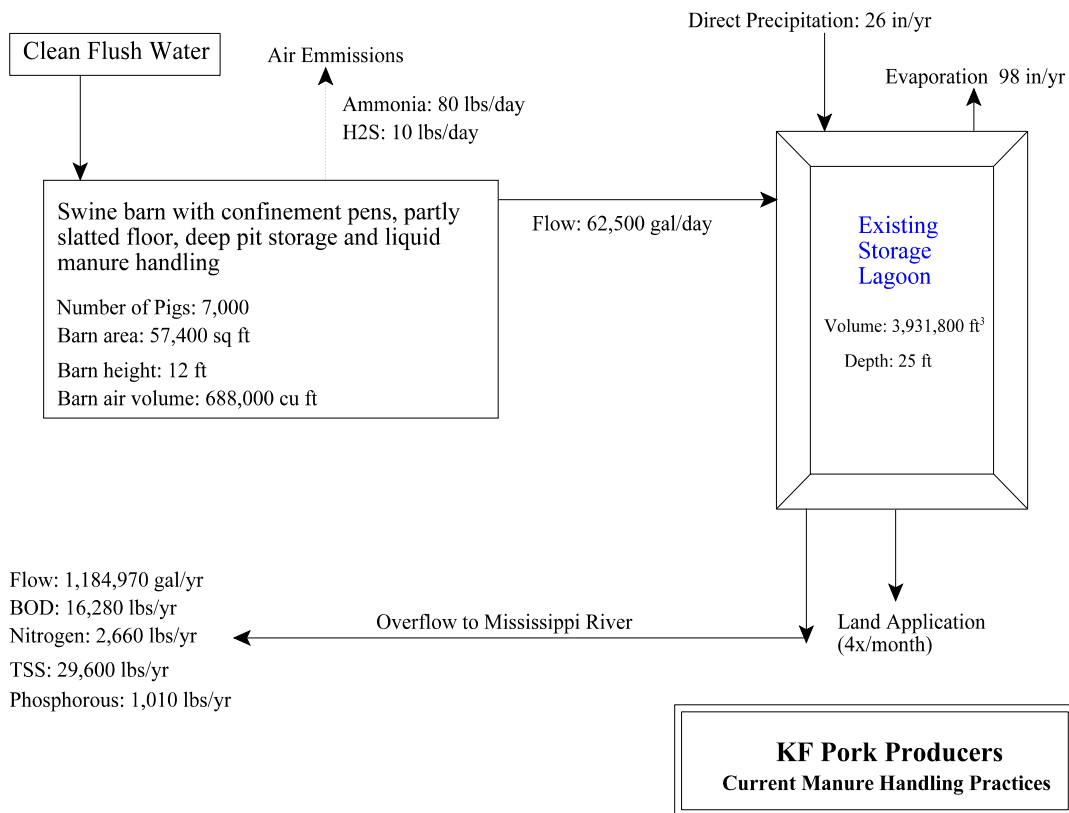 Clean Flush Water
Air Emmissions
Ammonia: 80 lbs/day
H2S: 10 lbs/day
Direct Precipitation: 26 in/yr
Evaporation 98 in/yr
Swine barn with confinement pens, partly
slatted floor, deep pit storage and liquid
manure handling
Number of Pigs: 7,000
Barn area: 57,400 sq ft
Barn height: 12 ft
Barn air volume: 688,000 cu ft
Flow: 62,500 gal/day
Existing
Storage
Lagoon
Volume: 3,931,800 ft³
Depth: 25 ft
Flow: 1,184,970 gal/yr
BOD: 16,280 lbs/yr
Nitrogen: 2,660 lbs/yr
TSS: 29,600 lbs/yr
Phosphorous: 1,010 lbs/yr
Overflow to Mississippi River
Land Application
(4x/month)
KF Pork Producers
Current Manure Handling Practices